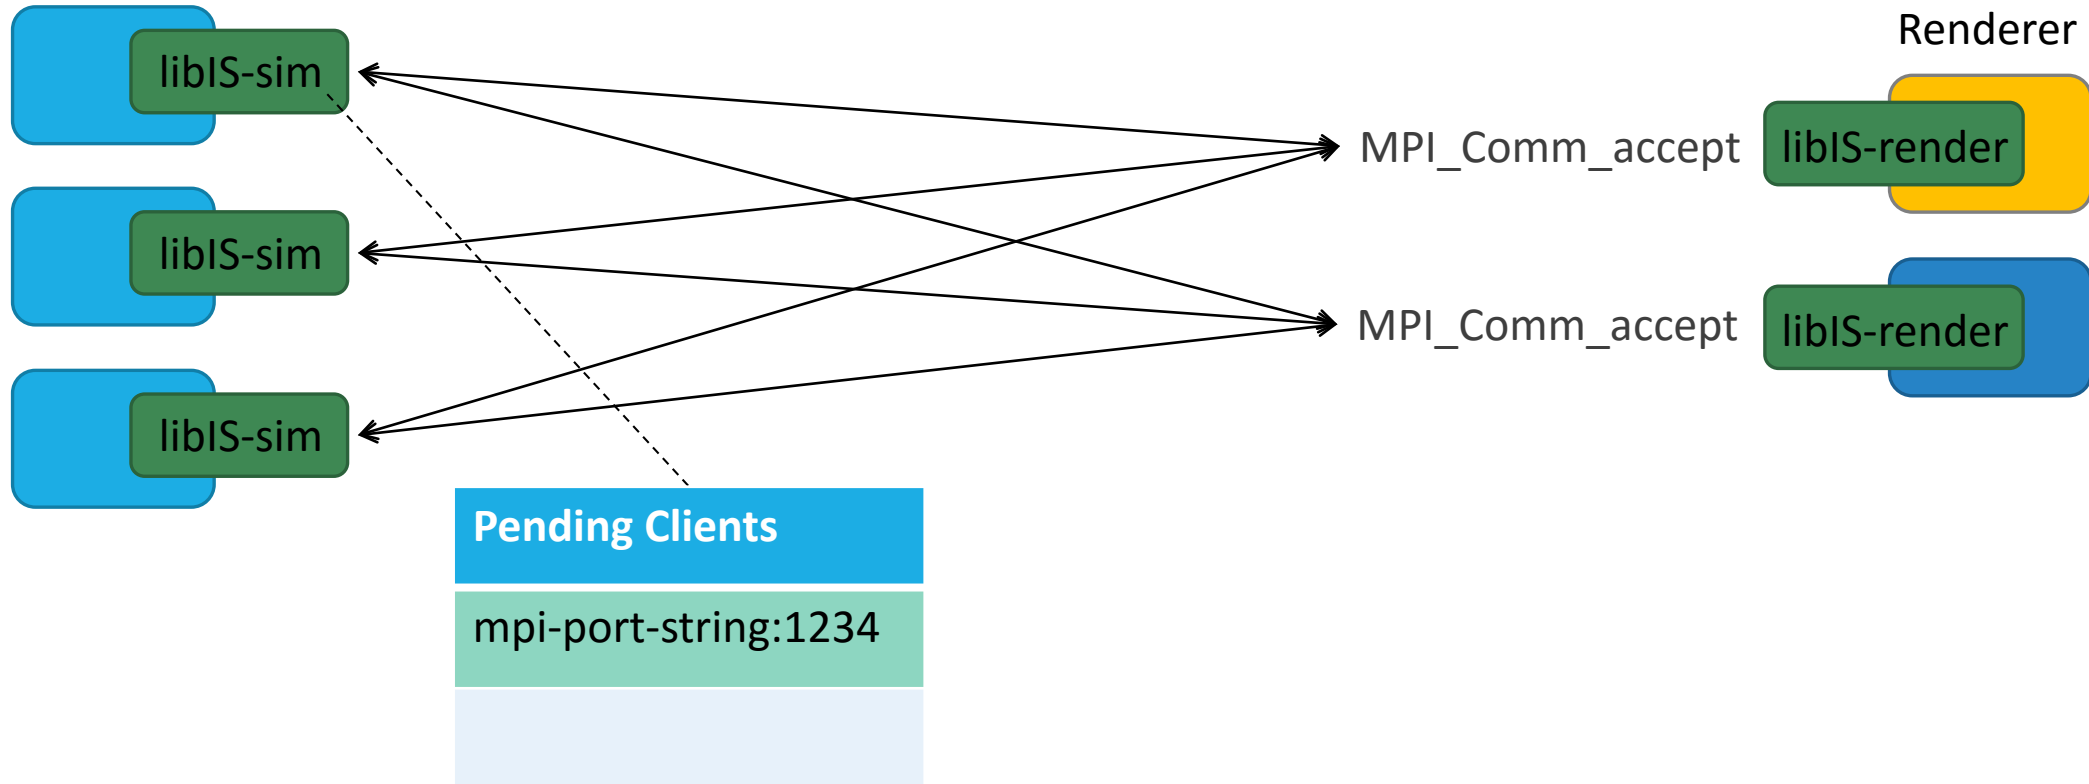 Renderer
libIS-sim
MPI_Comm_accept
libIS-render
libIS-sim
MPI_Comm_accept
libIS-render
libIS-sim
Pending Clients
mpi-port-string:1234